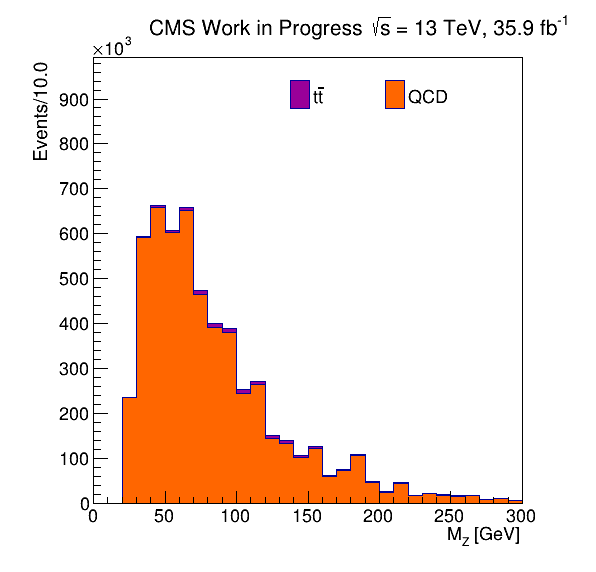 CMS Work in Progress √s = 13 TeV, 35.9 fb⁻¹
×10³
Events/10.0
tt̄
QCD
900
800
700
600
500
400
300
200
100
0
0 50 100 150 200 250 300
M_Z [GeV]